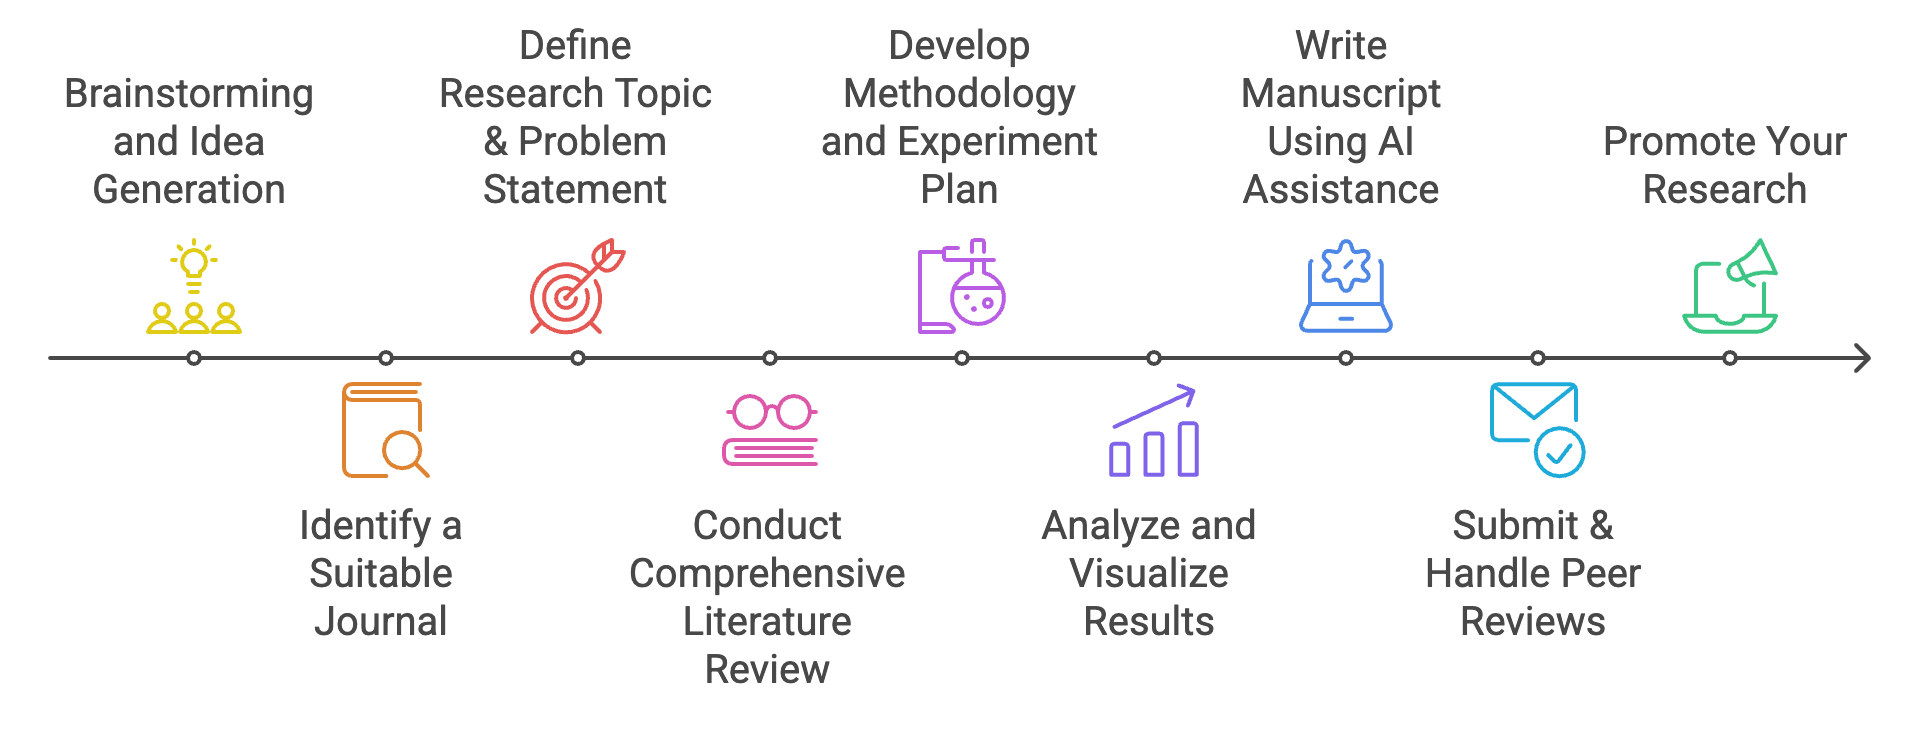 Brainstorming
and Idea
Generation
Identify a
Suitable
Journal
Define
Research Topic
& Problem
Statement
Conduct
Comprehensive
Literature
Review
Develop
Methodology
and Experiment
Plan
Analyze and
Visualize
Results
Write
Manuscript
Using AI
Assistance
Submit &
Handle Peer
Reviews
Promote Your
Research